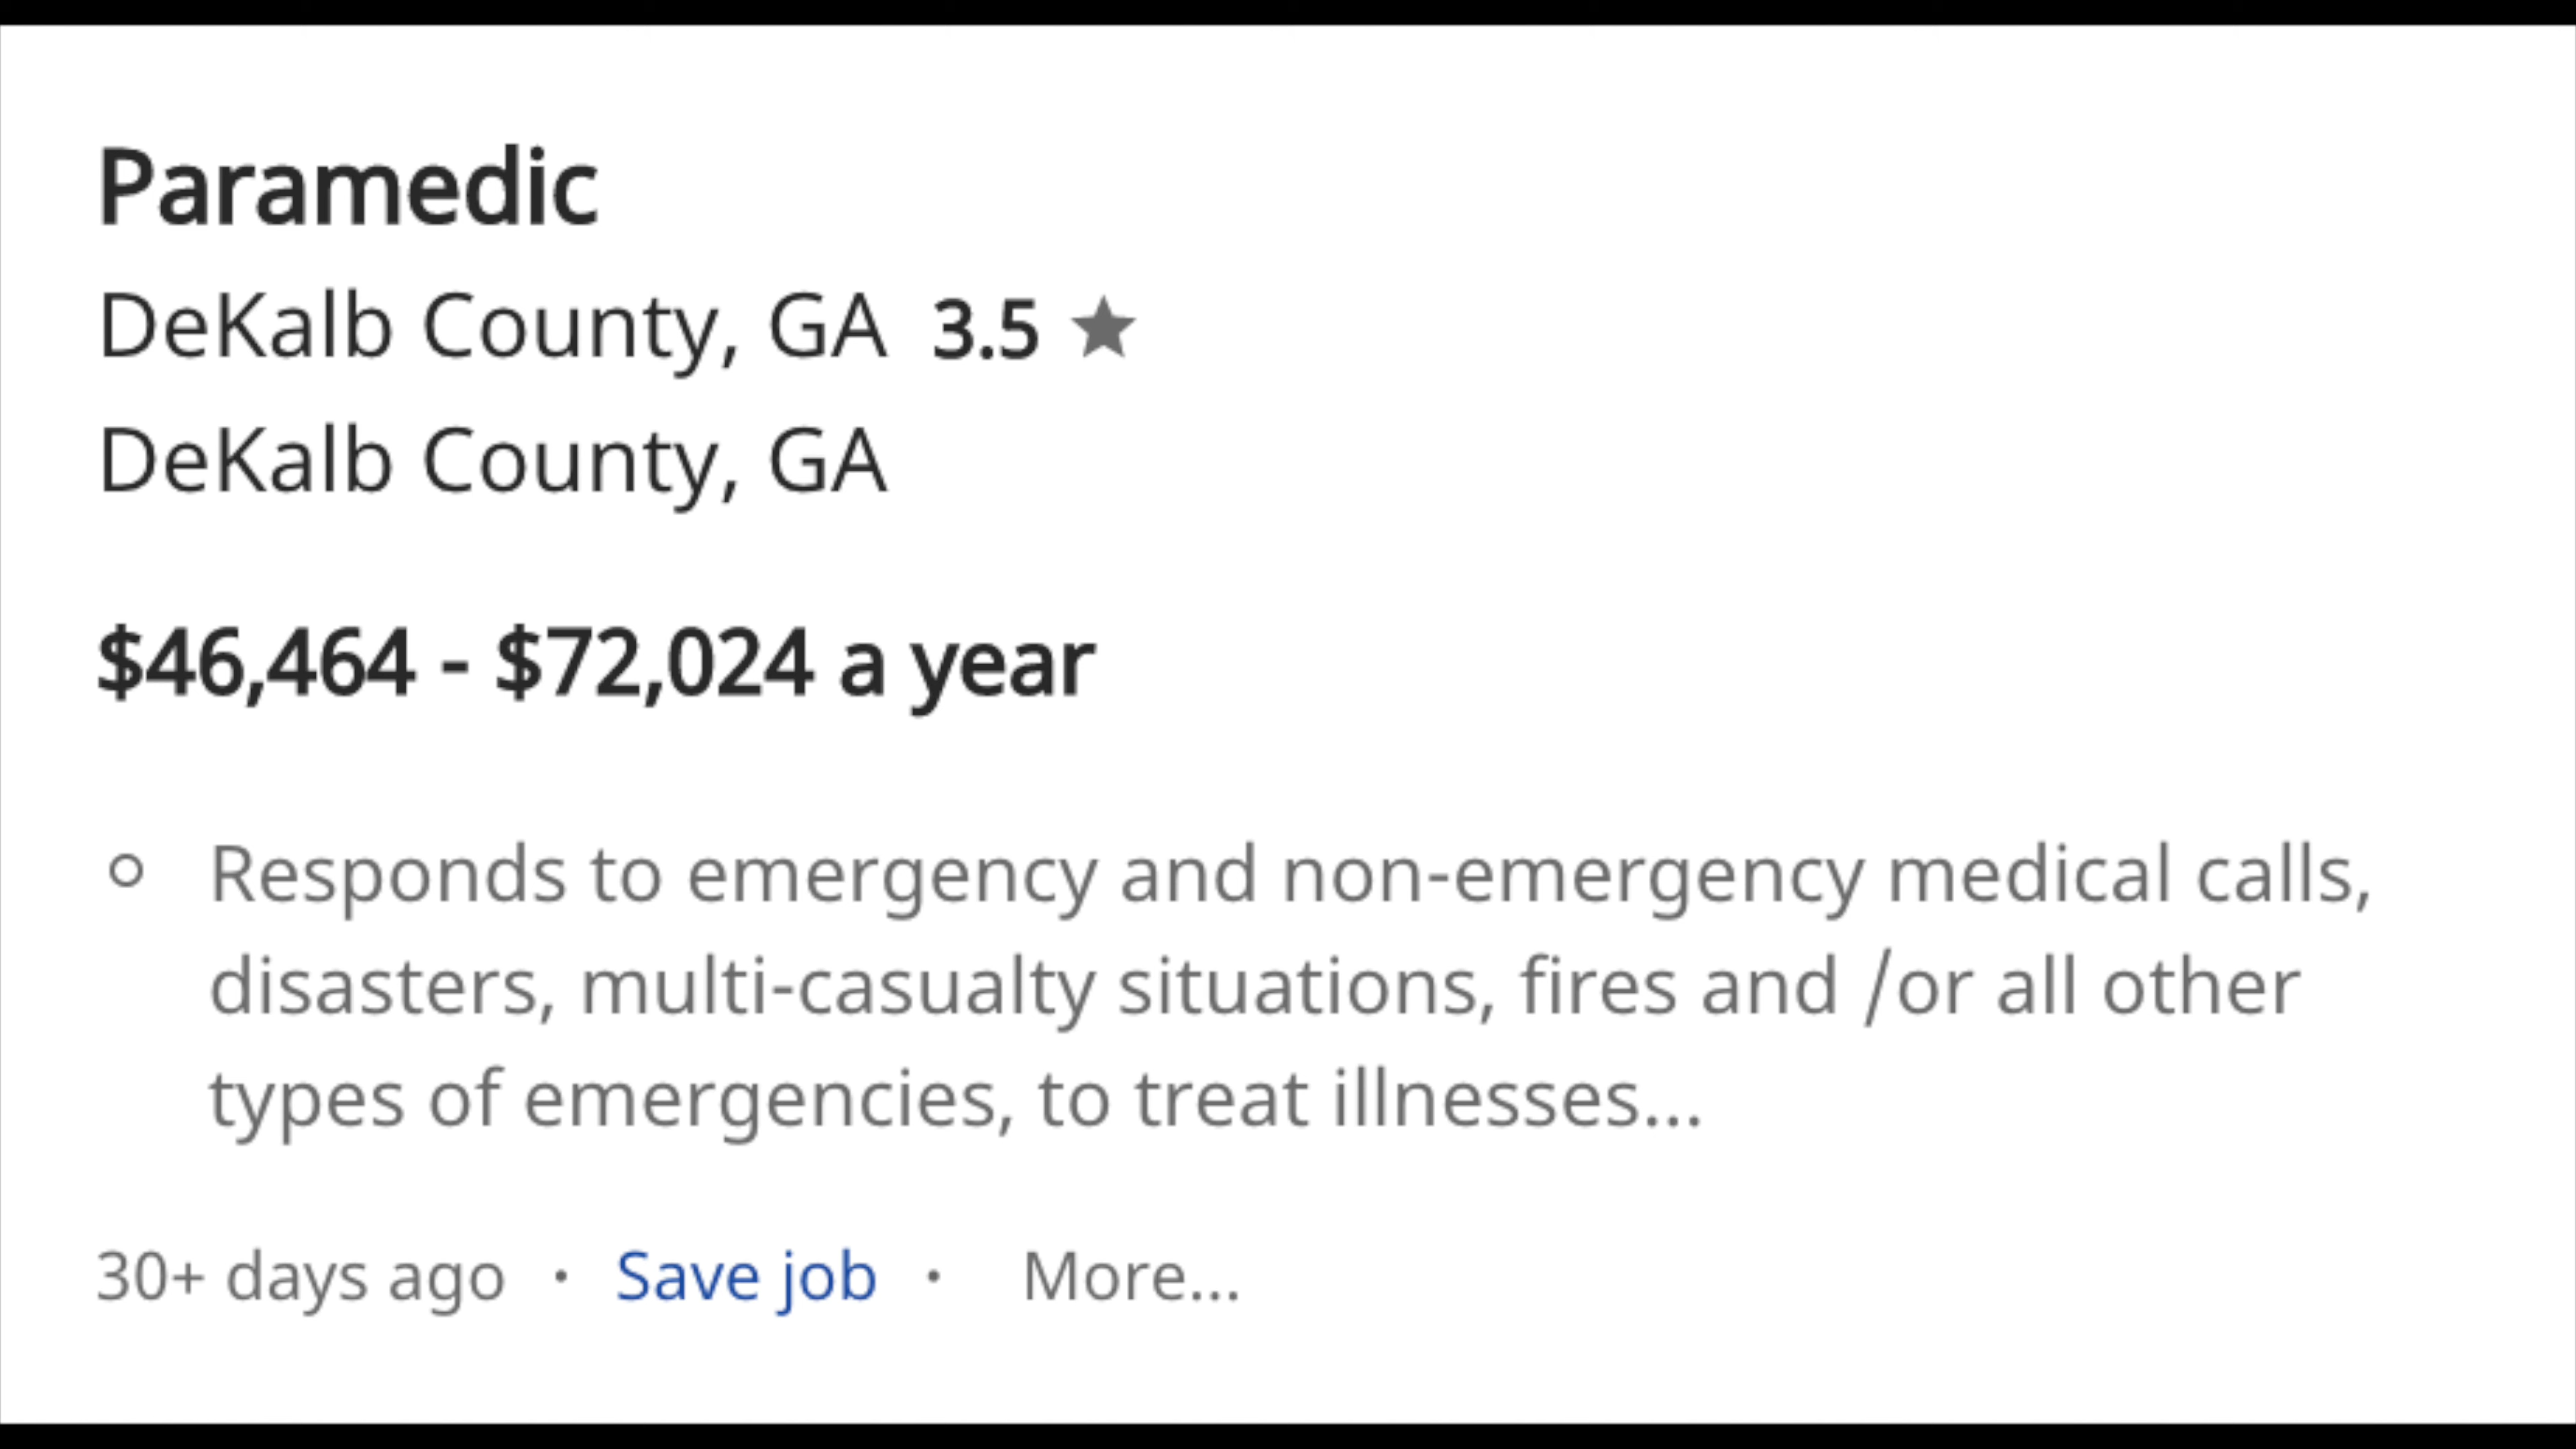 Paramedic
DeKalb County, GA 3.5 ★
DeKalb County, GA
$46,464 - $72,024 a year
Responds to emergency and non-emergency medical calls,
disasters, multi-casualty situations, fires and /or all other
types of emergencies, to treat illnesses...
30+ days ago · Save job · More...